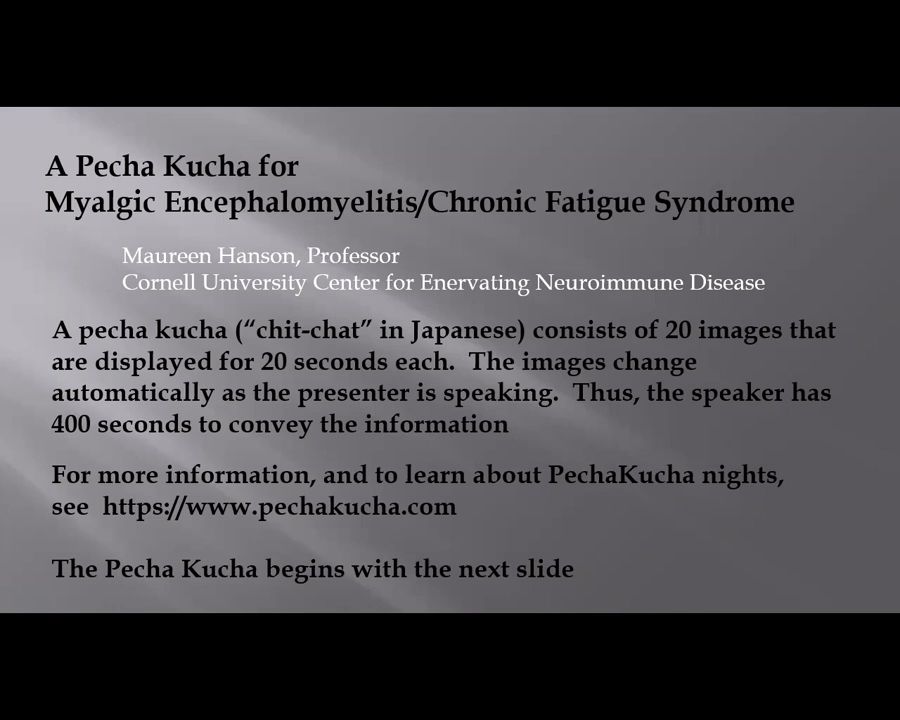 A Pecha Kucha for
Myalgic Encephalomyelitis/Chronic Fatigue Syndrome
Maureen Hanson, Professor
Cornell University Center for Enervating Neuroimmune Disease
A pecha kucha (“chit-chat” in Japanese) consists of 20 images that
are displayed for 20 seconds each.  The images change
automatically as the presenter is speaking.  Thus, the speaker has
400 seconds to convey the information
For more information, and to learn about PechaKucha nights,
see  https://www.pechakucha.com
The Pecha Kucha begins with the next slide